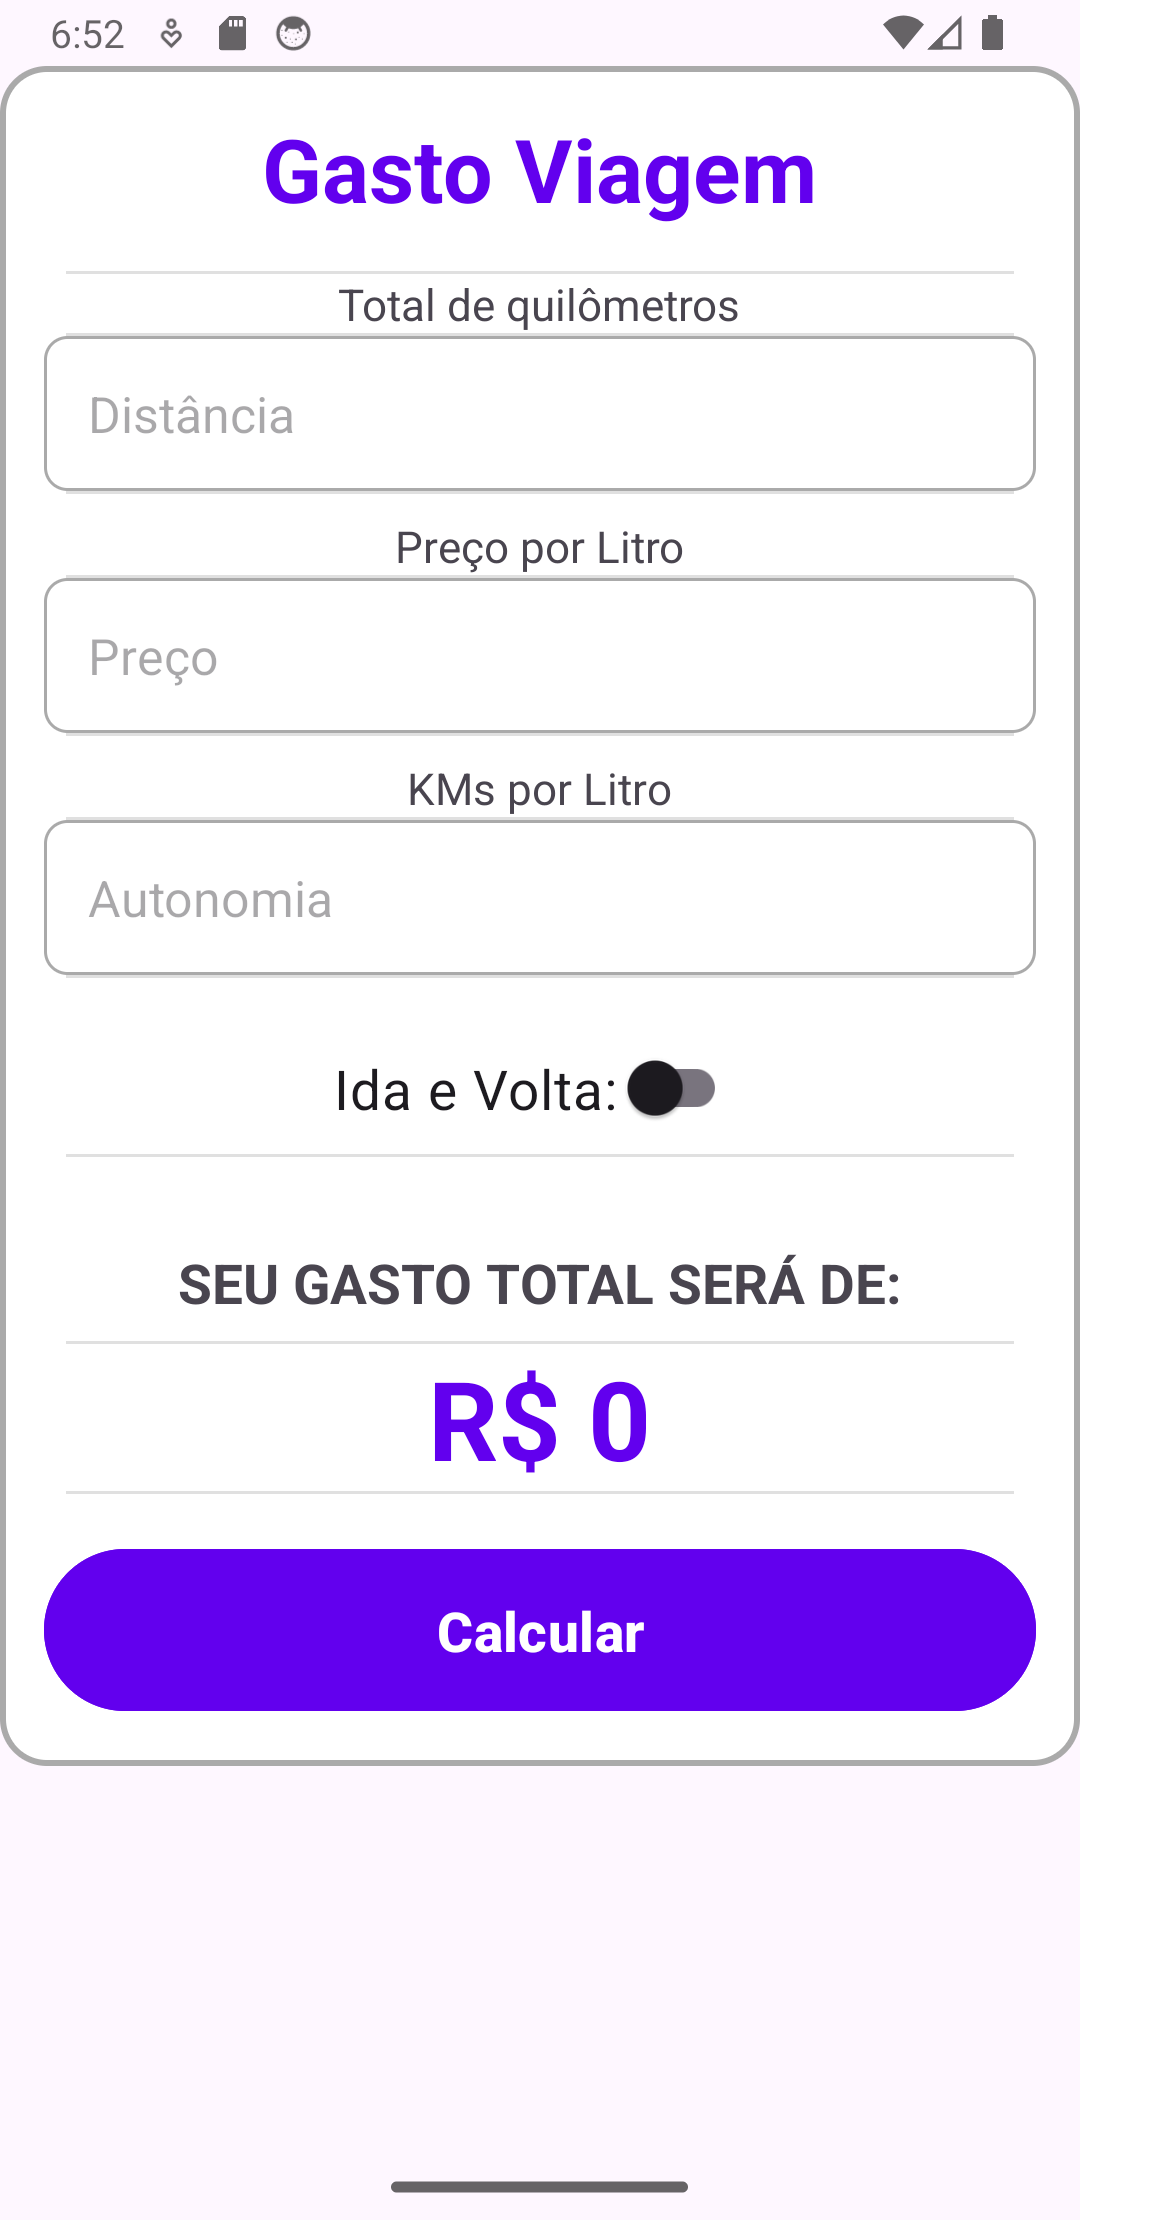 6:52
Gasto Viagem
Total de quilômetros
Distância
Preço por Litro
Preço
KMs por Litro
Autonomia
Ida e Volta:
SEU GASTO TOTAL SERÁ DE:
R$ 0
Calcular